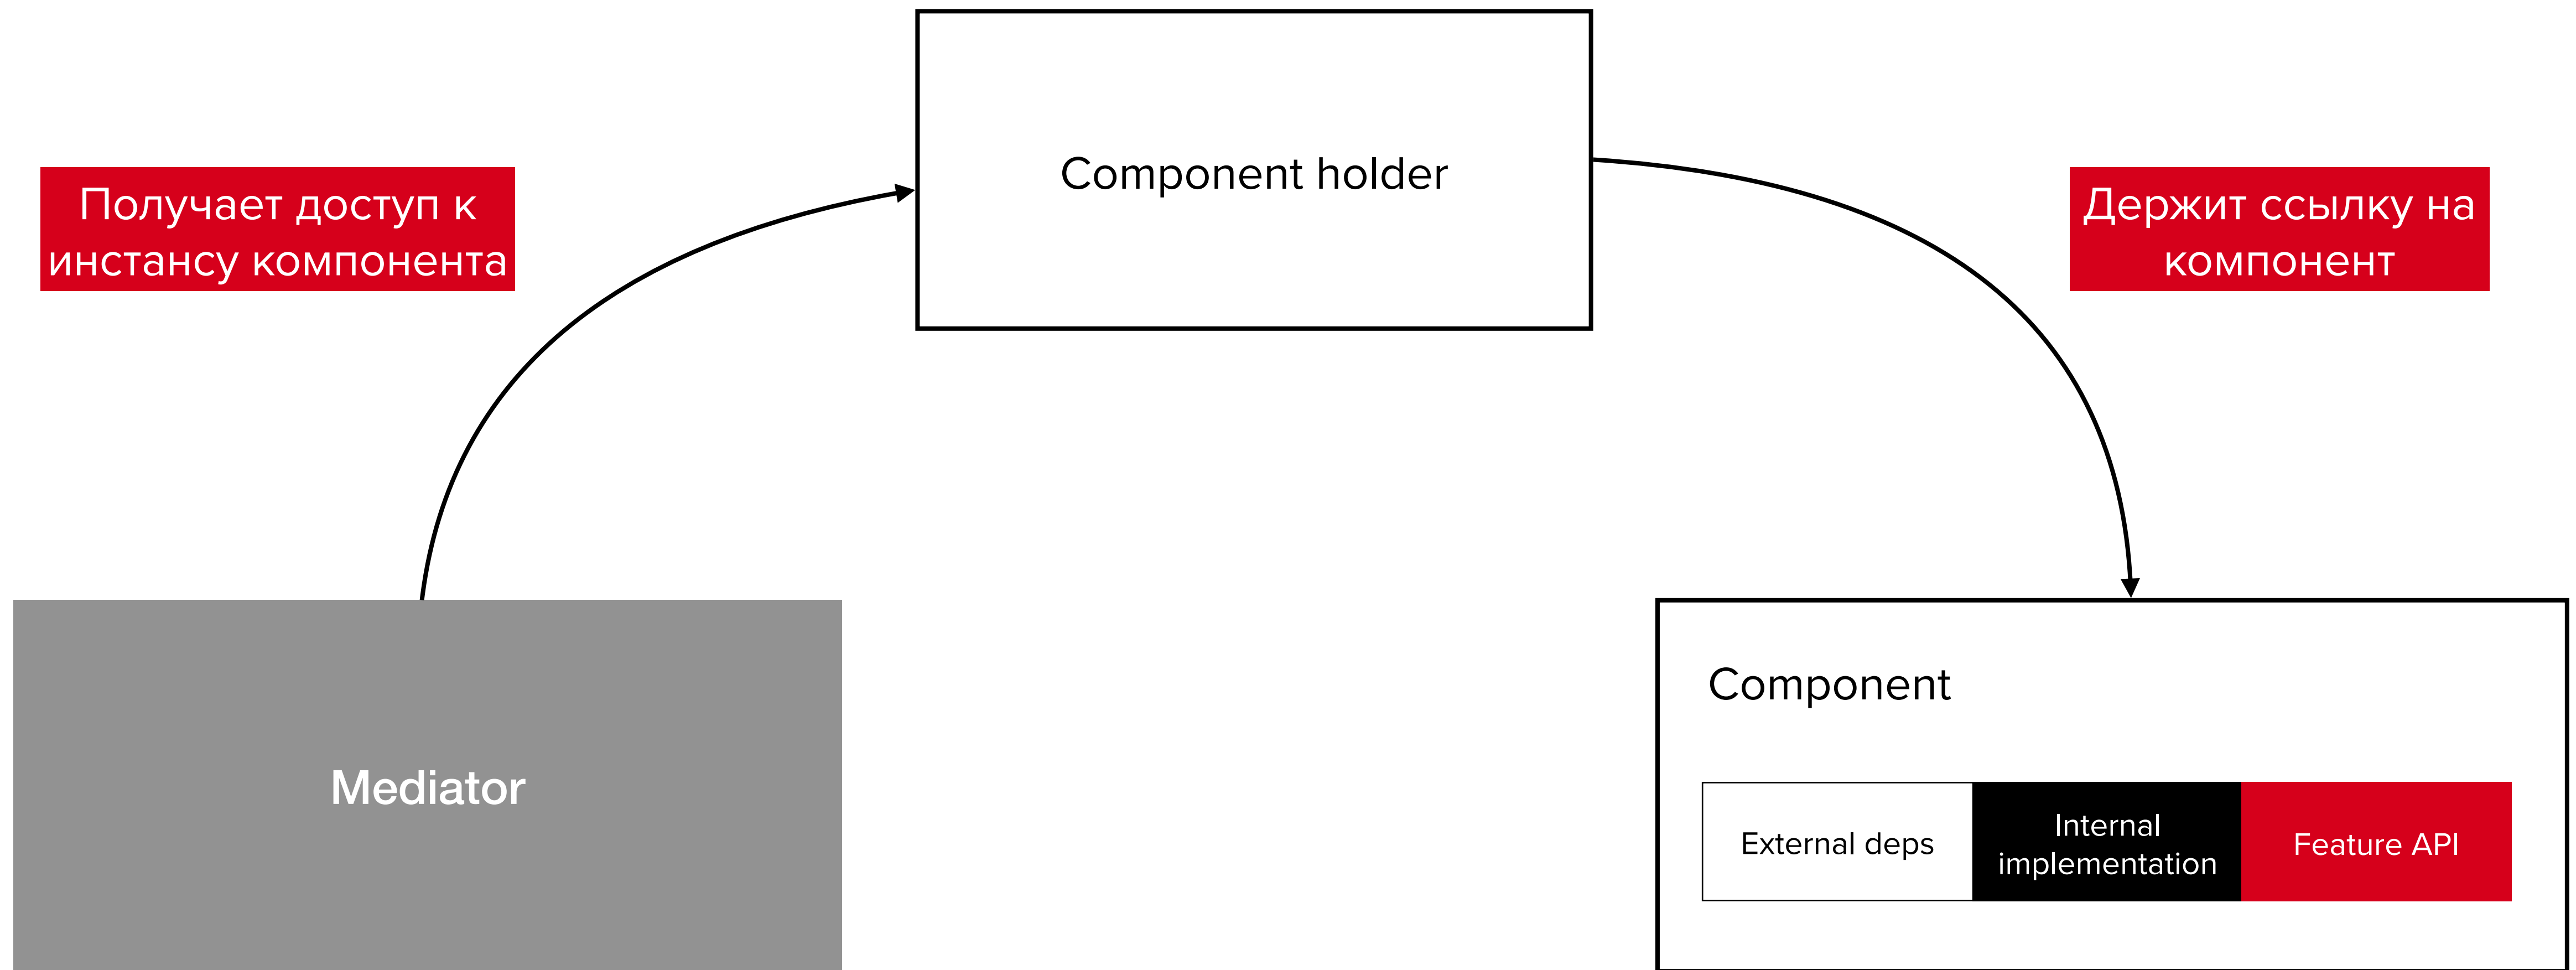 Component holder
Получает доступ к
инстансу компонента
Держит ссылку на
компонент
Mediator
Component
External deps
Internal
implementation
Feature API